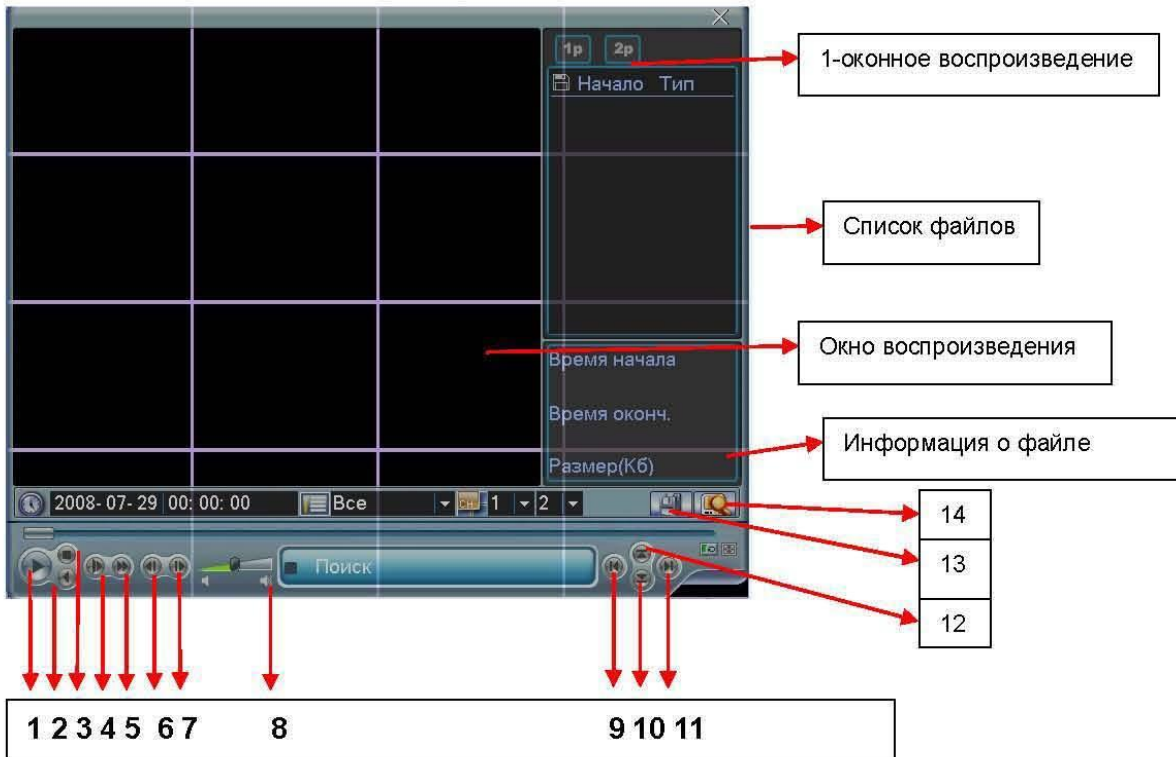 1p 2p
1-оконное воспроизведение
Начало Тип
Список файлов
Окно воспроизведения
Время начала
Время оконч.
Информация о файле
Размер(Кб)
2008- 07- 29 00: 00: 00 Все CH 1 2
14
13
12
Поиск
1 2 3 4 5 6 7 8 9 10 11